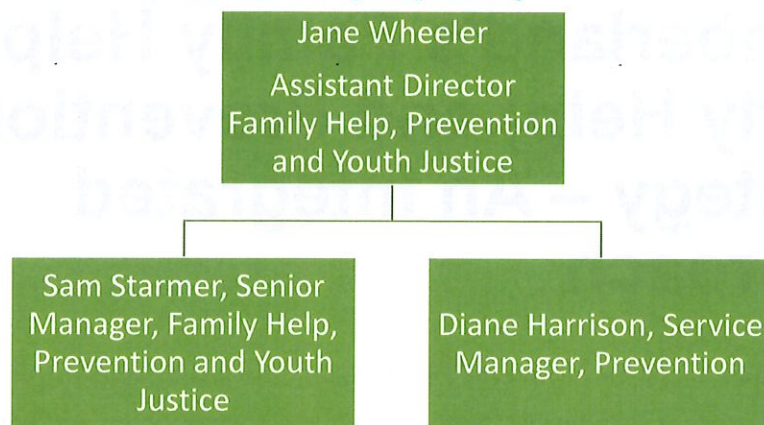 Jane Wheeler
Assistant Director
Family Help, Prevention
and Youth Justice
Sam Starmer, Senior
Manager, Family Help,
Prevention and Youth
Justice
Diane Harrison, Service
Manager, Prevention